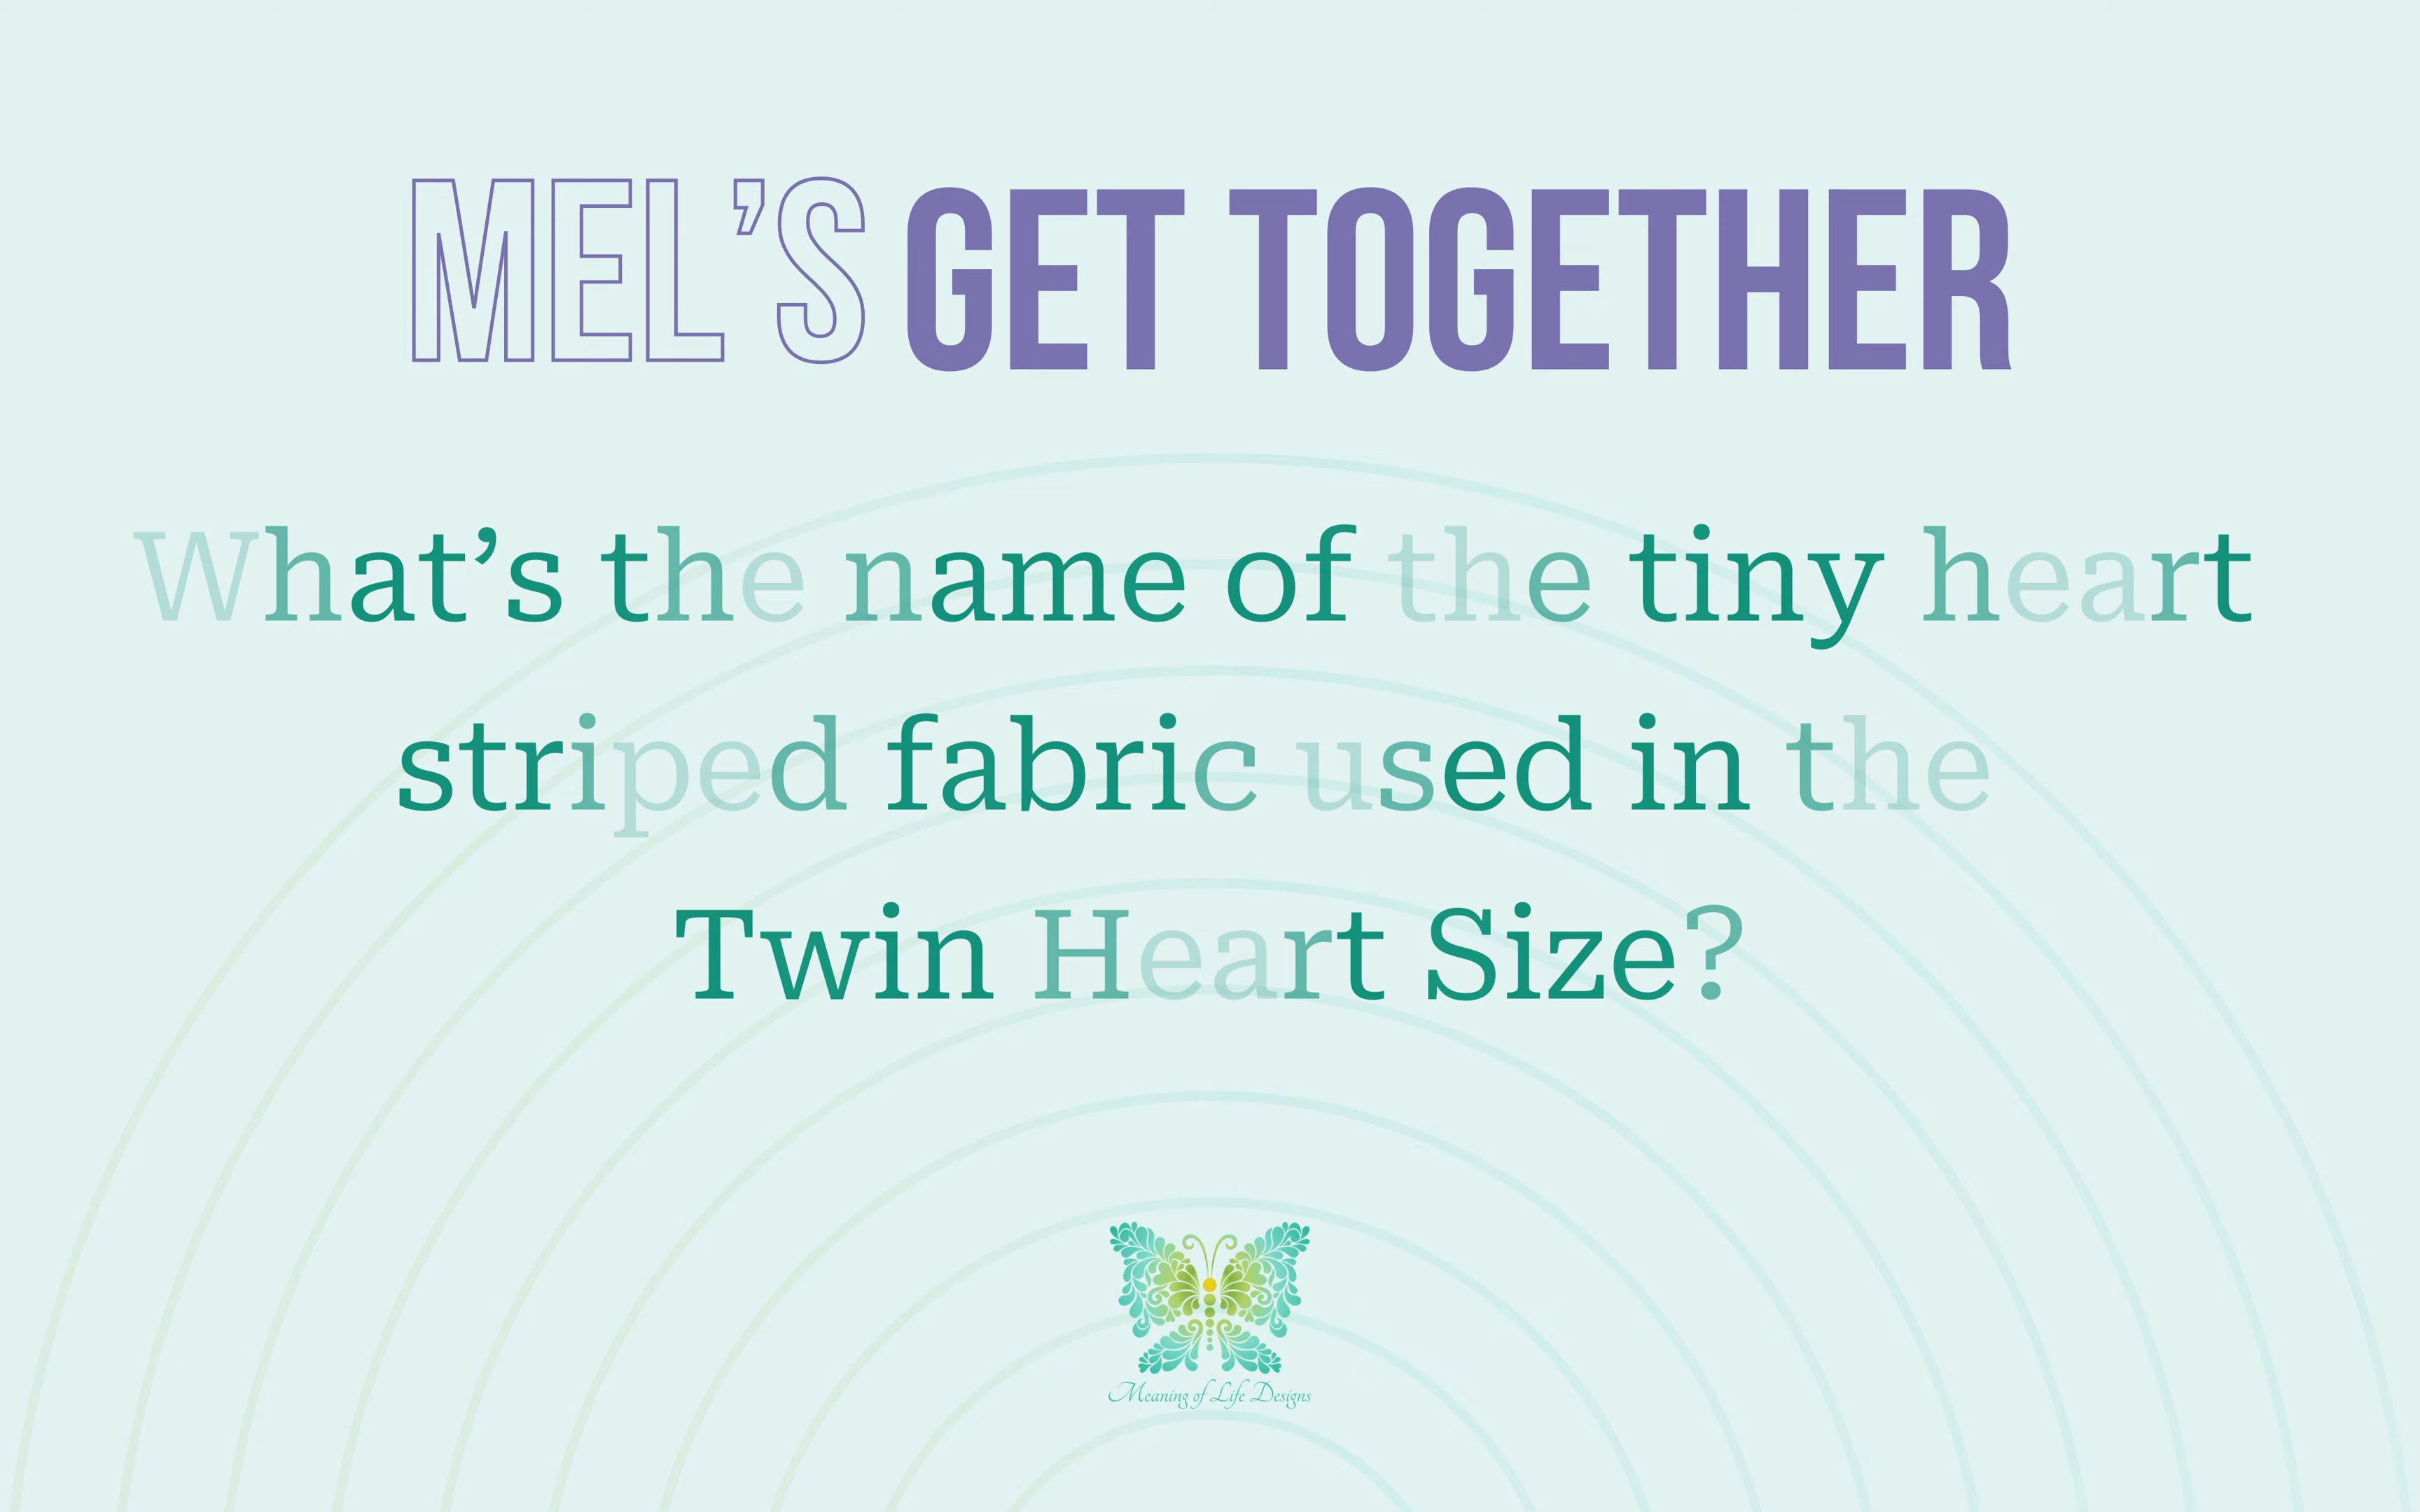 MEL’S GET TOGETHER
What’s the name of the tiny heart
striped fabric used in the
Twin Heart Size?
Meaning of Life Designs